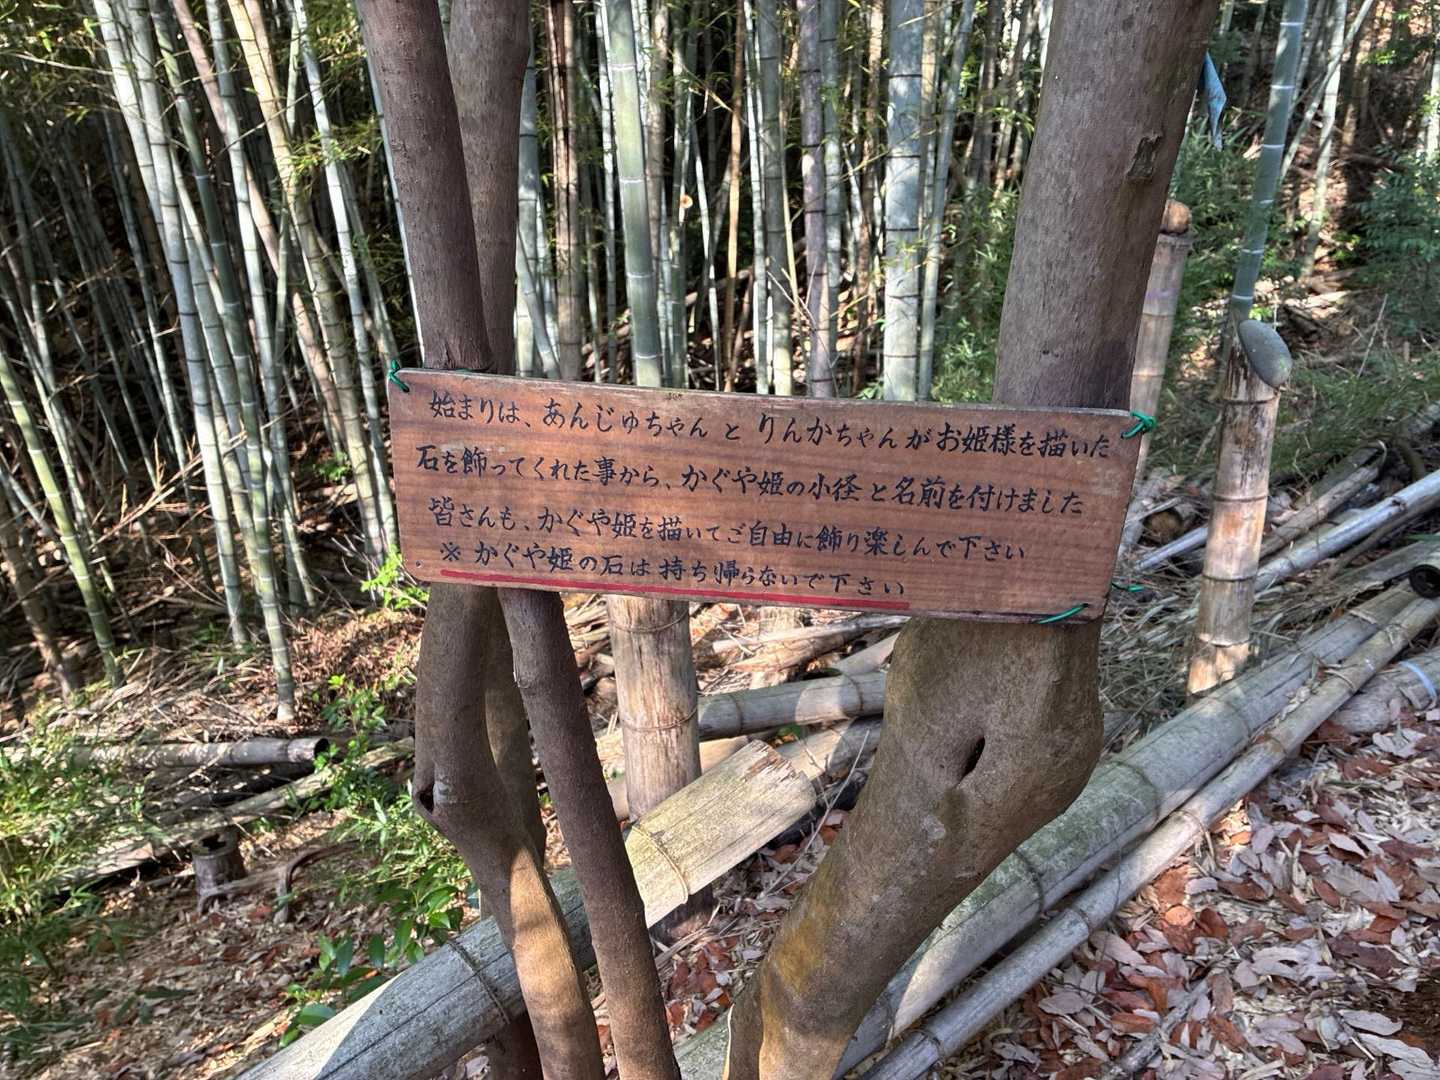 始まりは、あんじゅちゃんとりんかちゃんがお姫様を描いた
石を飾ってくれた事から、かぐや姫の小径と名前を付けました
皆さんも、かぐや姫を描いてご自由に飾り楽しんで下さい
※かぐや姫の石は持ち帰らないで下さい